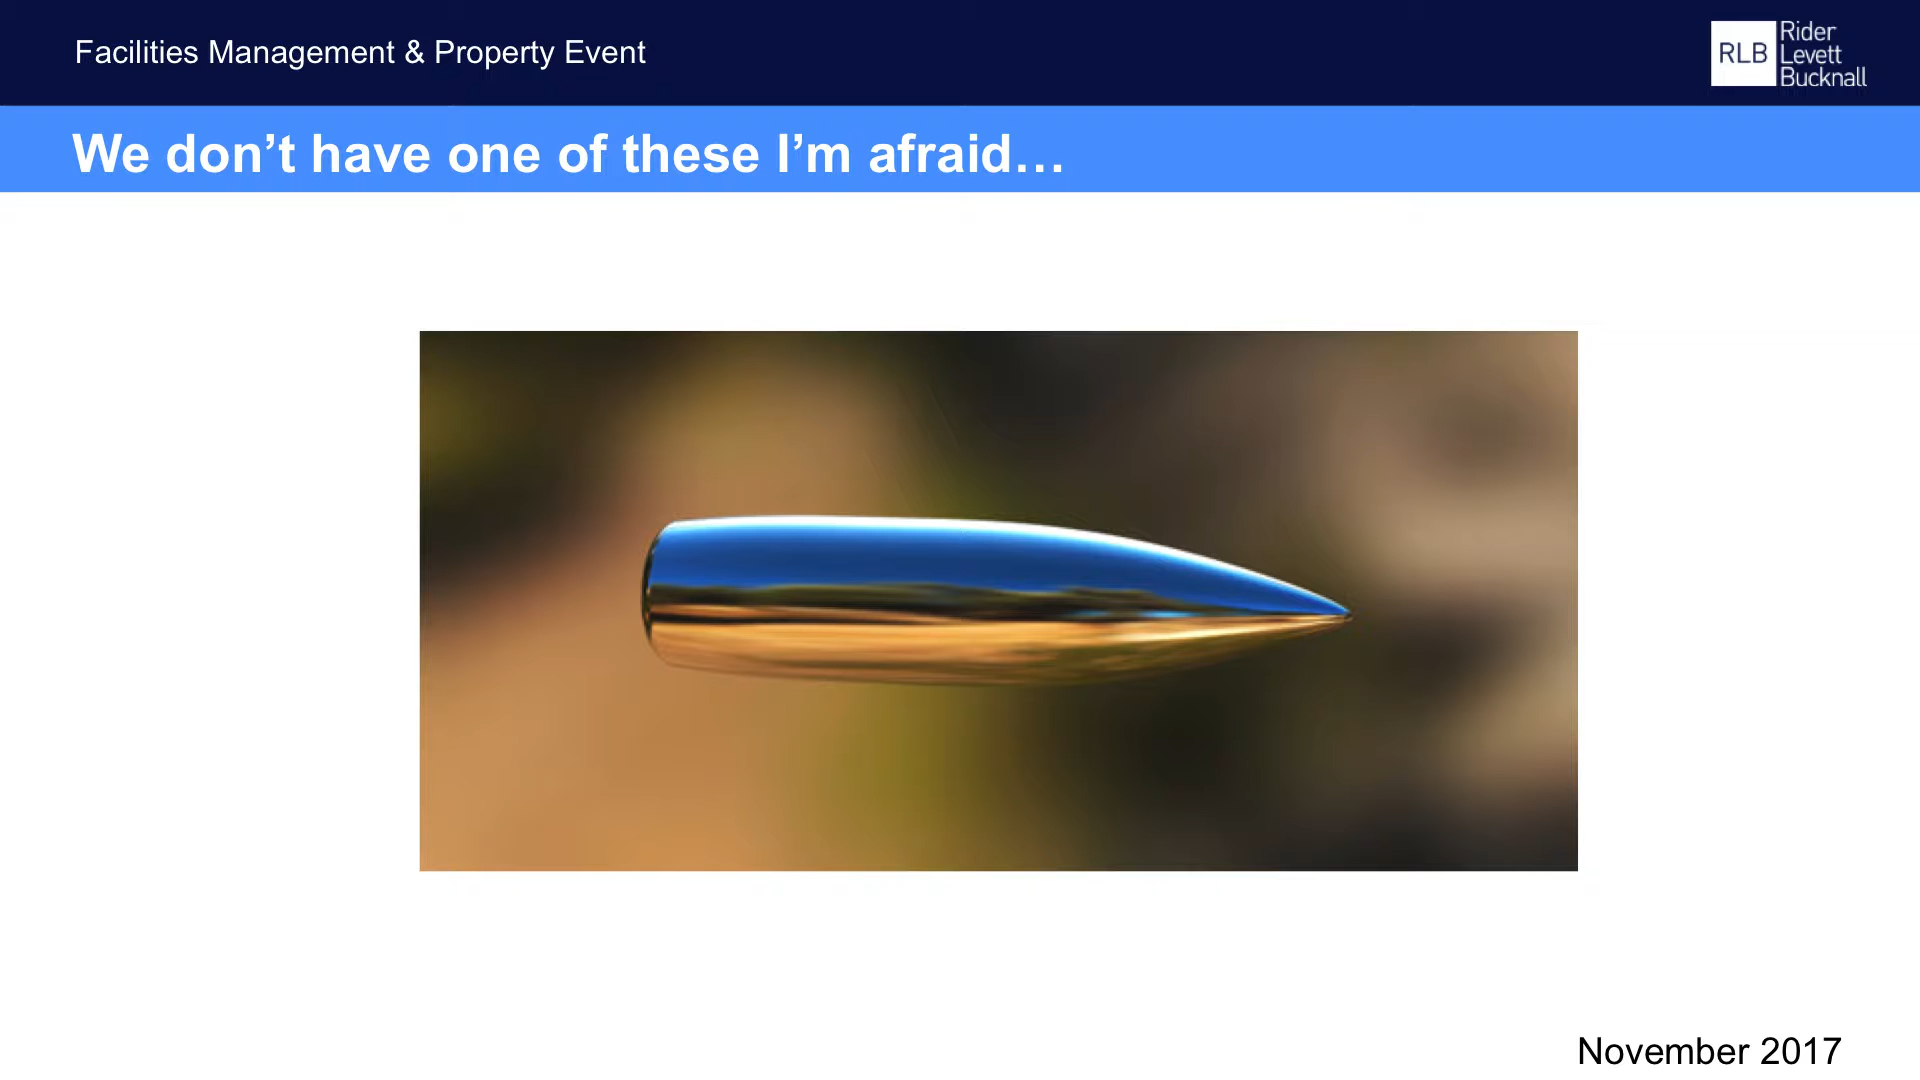 Facilities Management & Property Event
RLB
Rider
Levett
Bucknall
We don’t have one of these I’m afraid…
November 2017